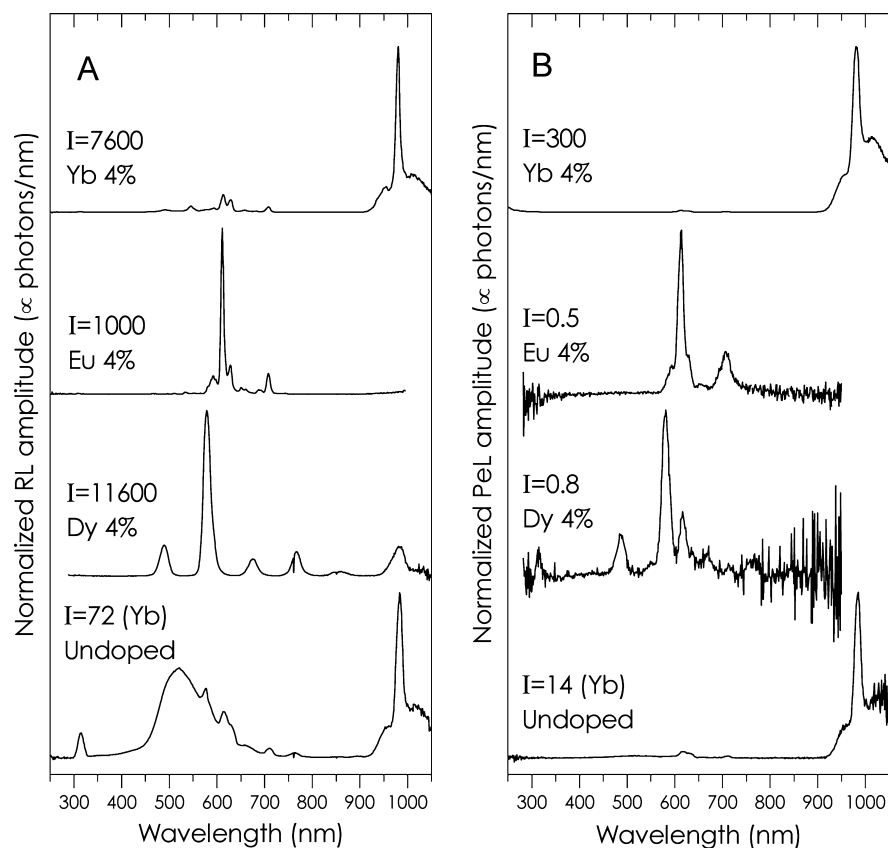 A
Normalized RL amplitude (∝ photons/nm)
I=7600
Yb 4%
I=1000
Eu 4%
I=11600
Dy 4%
I=72 (Yb)
Undoped
300 400 500 600 700 800 900 1000
Wavelength (nm)
B
Normalized PeL amplitude (∝ photons/nm)
I=300
Yb 4%
I=0.5
Eu 4%
I=0.8
Dy 4%
I=14 (Yb)
Undoped
300 400 500 600 700 800 900 1000
Wavelength (nm)